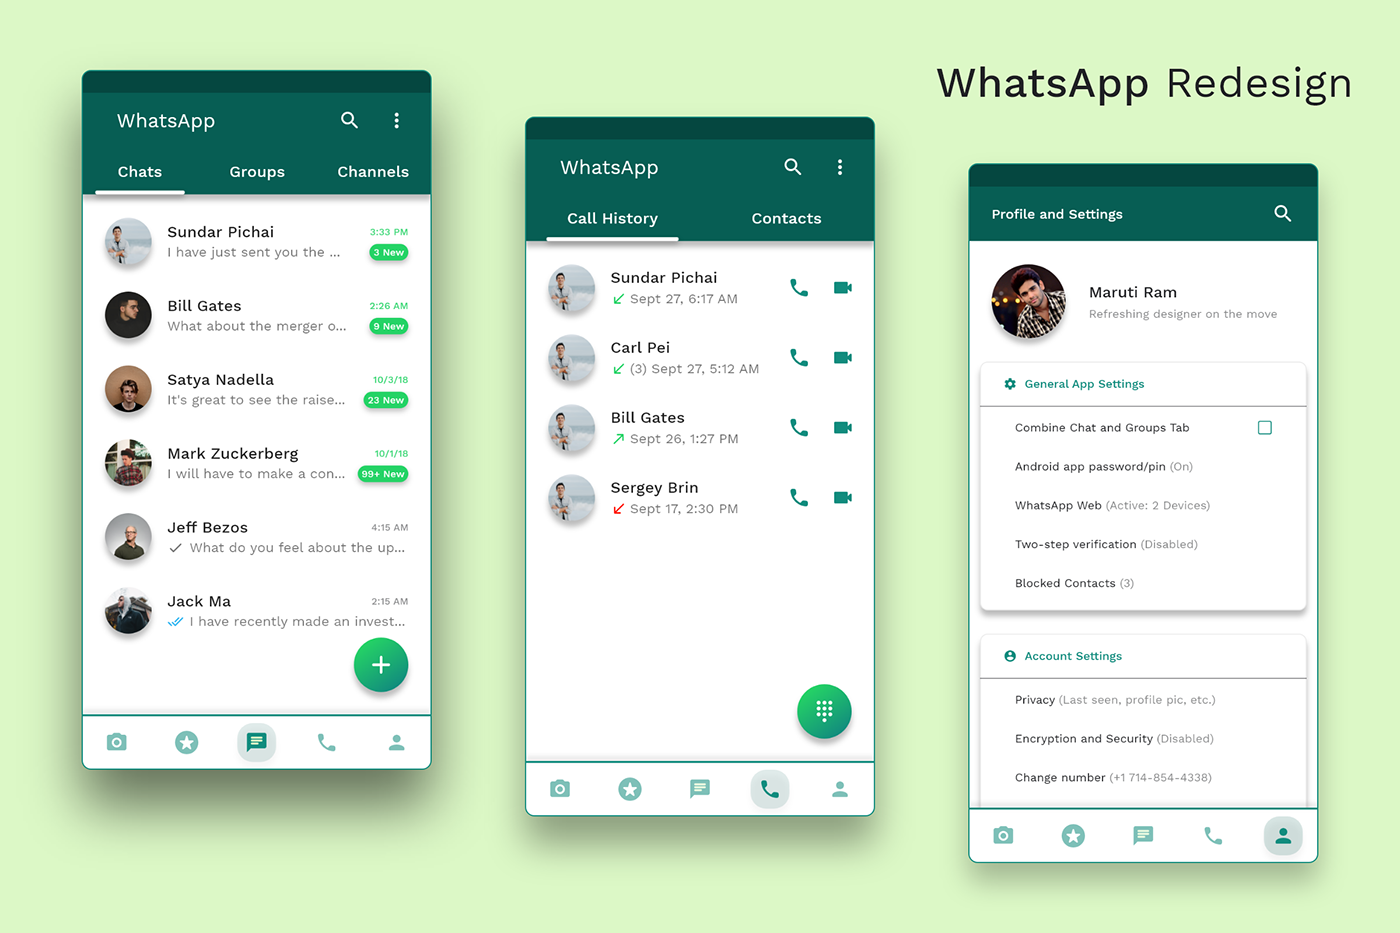 WhatsApp Redesign
WhatsApp
Chats Groups Channels
Sundar Pichai 3:33 PM
I have just sent you the ... 3 New
Bill Gates 2:26 AM
What about the merger o... 9 New
Satya Nadella 10/3/18
It's great to see the raise... 23 New
Mark Zuckerberg 10/1/18
I will have to make a con... 99+ New
Jeff Bezos 4:15 AM
What do you feel about the up...
Jack Ma 2:15 AM
I have recently made an invest...
WhatsApp
Call History Contacts
Sundar Pichai
Sept 27, 6:17 AM
Carl Pei
(3) Sept 27, 5:12 AM
Bill Gates
Sept 26, 1:27 PM
Sergey Brin
Sept 17, 2:30 PM
Profile and Settings
Maruti Ram
Refreshing designer on the move
General App Settings
Combine Chat and Groups Tab
Android app password/pin (On)
WhatsApp Web (Active: 2 Devices)
Two-step verification (Disabled)
Blocked Contacts (3)
Account Settings
Privacy (Last seen, profile pic, etc.)
Encryption and Security (Disabled)
Change number (+1 714-854-4338)